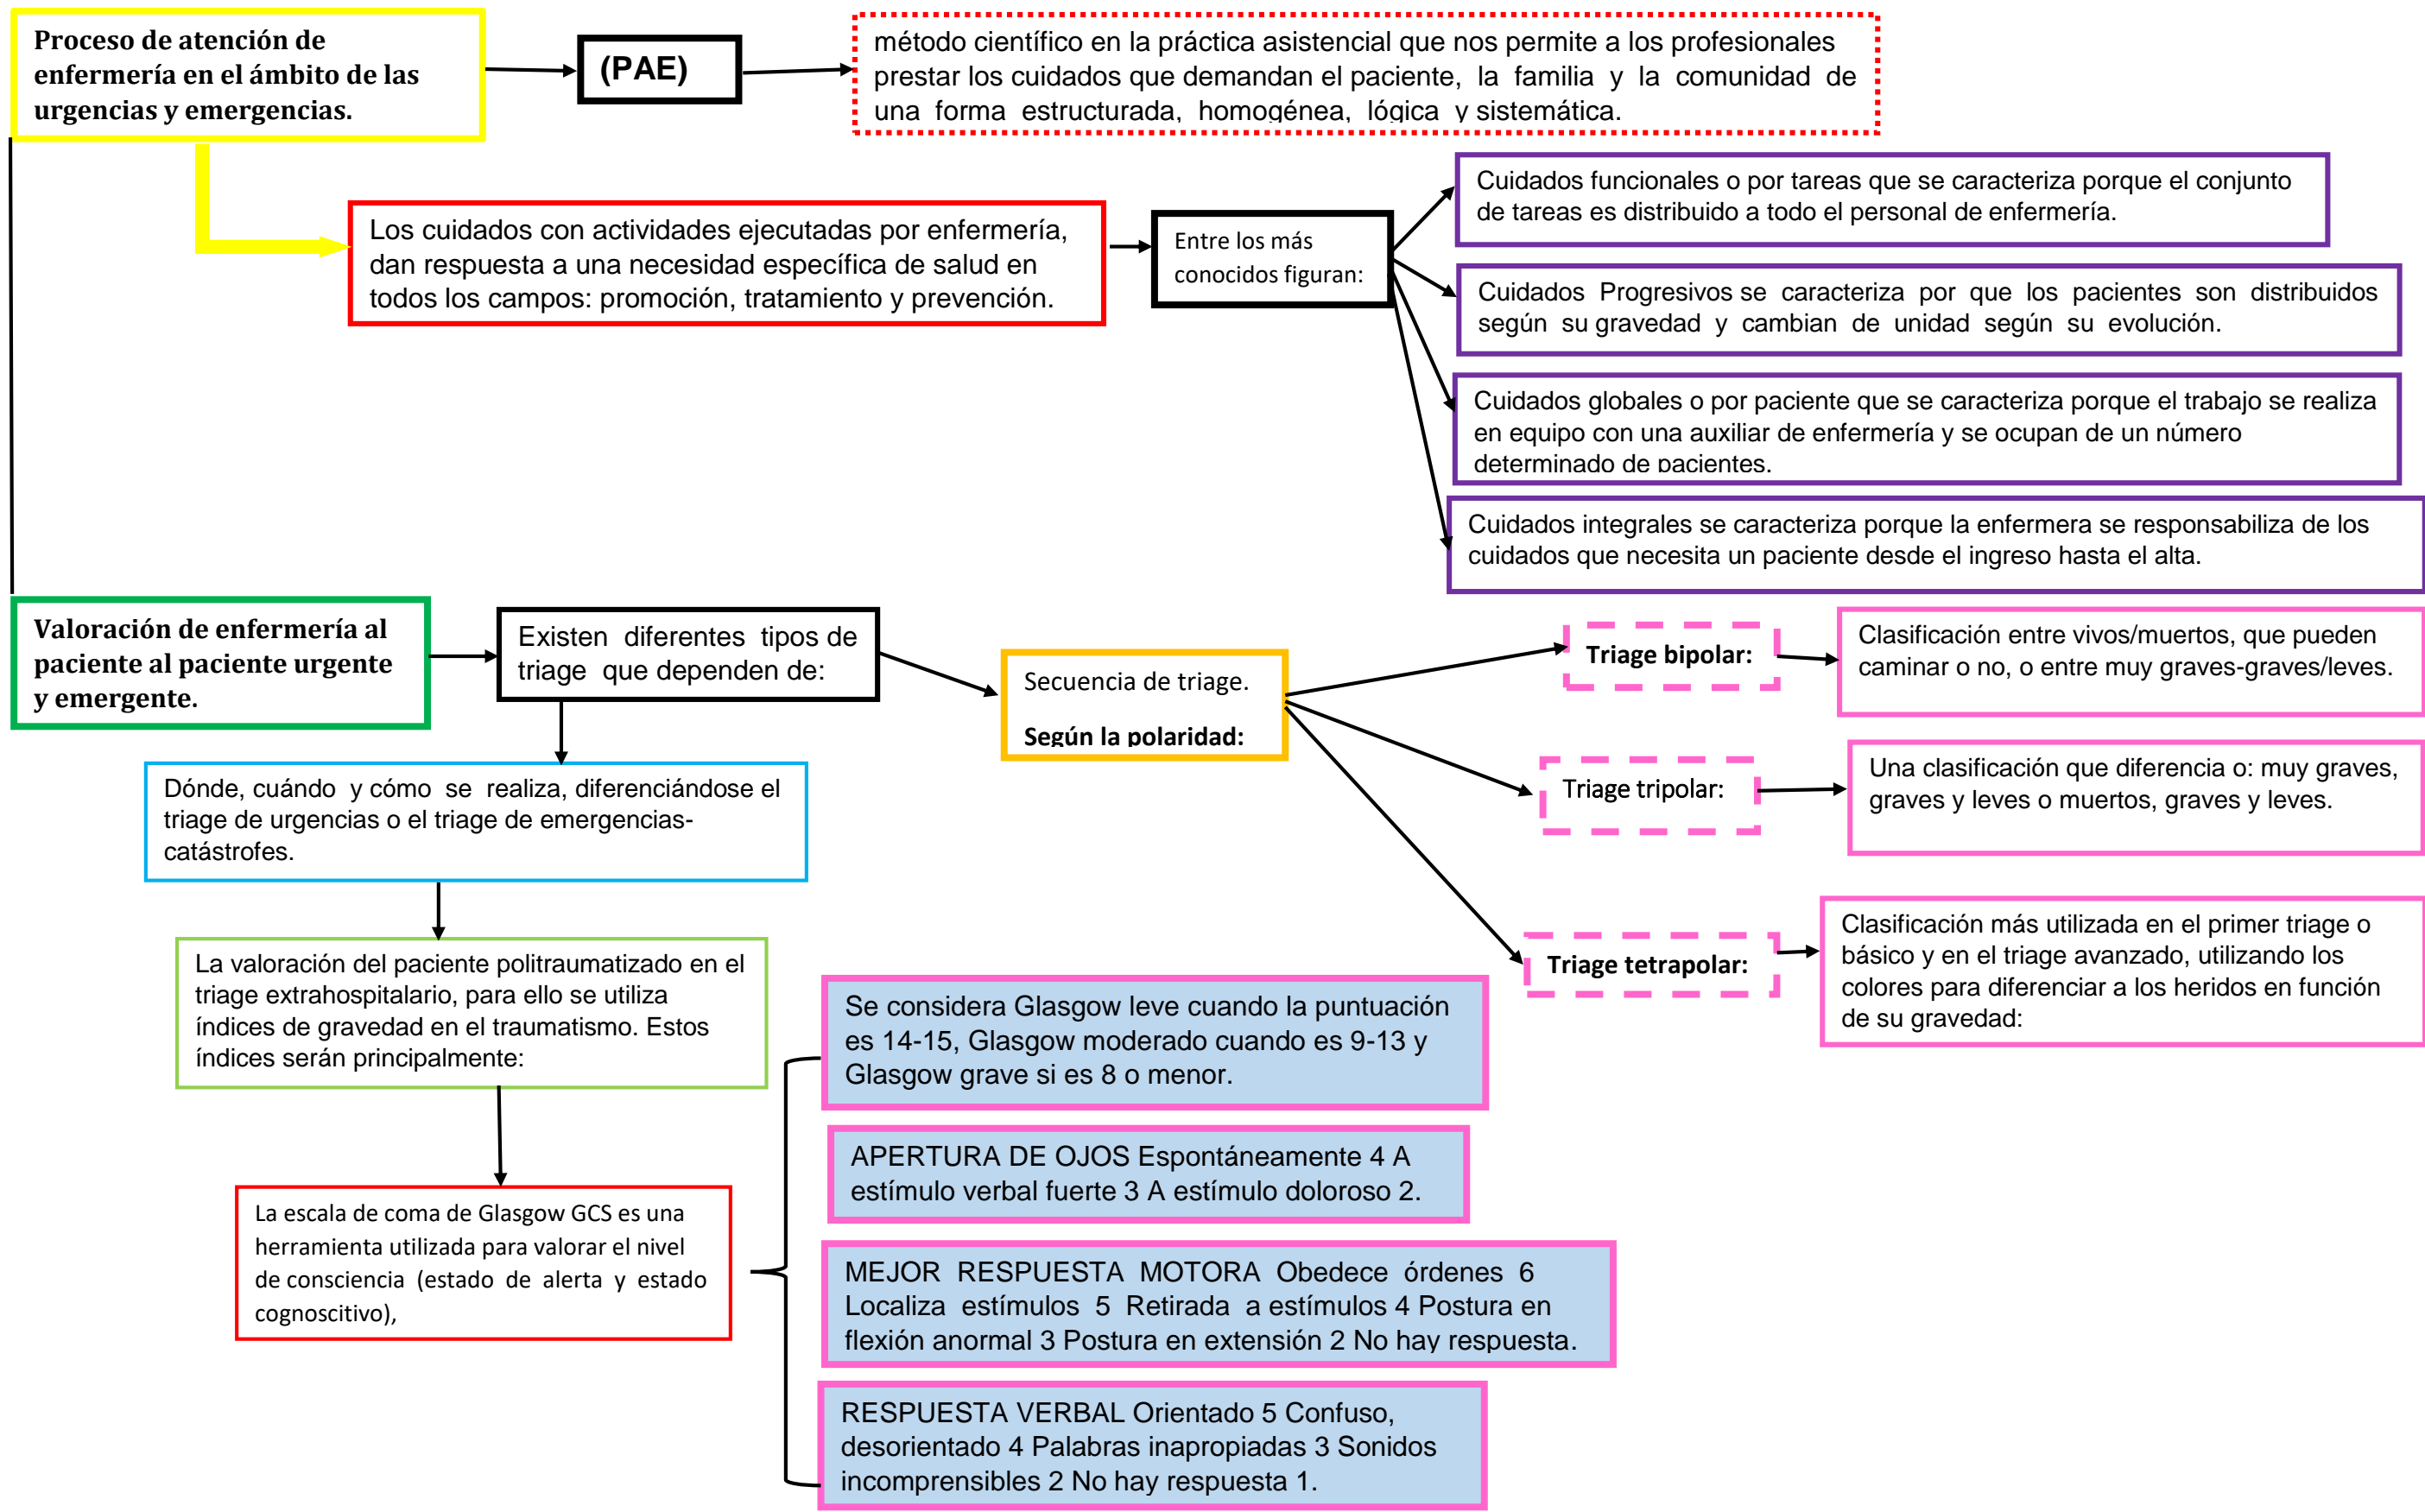 Proceso de atención de
enfermería en el ámbito de las
urgencias y emergencias.
(PAE)
método científico en la práctica asistencial que nos permite a los profesionales
prestar los cuidados que demandan el paciente, la familia y la comunidad de
una forma estructurada, homogénea, lógica y sistemática.
Los cuidados con actividades ejecutadas por enfermería,
dan respuesta a una necesidad específica de salud en
todos los campos: promoción, tratamiento y prevención.
Entre los más
conocidos figuran:
Cuidados funcionales o por tareas que se caracteriza porque el conjunto
de tareas es distribuido a todo el personal de enfermería.
Cuidados Progresivos se caracteriza por que los pacientes son distribuidos
según su gravedad y cambian de unidad según su evolución.
Cuidados globales o por paciente que se caracteriza porque el trabajo se realiza
en equipo con una auxiliar de enfermería y se ocupan de un número
determinado de pacientes.
Cuidados integrales se caracteriza porque la enfermera se responsabiliza de los
cuidados que necesita un paciente desde el ingreso hasta el alta.
Valoración de enfermería al
paciente al paciente urgente
y emergente.
Existen diferentes tipos de
triage que dependen de:
Secuencia de triage.
Según la polaridad:
Triage bipolar:
Clasificación entre vivos/muertos, que pueden
caminar o no, o entre muy graves-graves/leves.
Triage tripolar:
Una clasificación que diferencia o: muy graves,
graves y leves o muertos, graves y leves.
Triage tetrapolar:
Clasificación más utilizada en el primer triage o
básico y en el triage avanzado, utilizando los
colores para diferenciar a los heridos en función
de su gravedad:
Dónde, cuándo y cómo se realiza, diferenciándose el
triage de urgencias o el triage de emergencias-
catástrofes.
La valoración del paciente politraumatizado en el
triage extrahospitalario, para ello se utiliza
índices de gravedad en el traumatismo. Estos
índices serán principalmente:
La escala de coma de Glasgow GCS es una
herramienta utilizada para valorar el nivel
de consciencia (estado de alerta y estado
cognoscitivo),
Se considera Glasgow leve cuando la puntuación
es 14-15, Glasgow moderado cuando es 9-13 y
Glasgow grave si es 8 o menor.
APERTURA DE OJOS Espontáneamente 4 A
estímulo verbal fuerte 3 A estímulo doloroso 2.
MEJOR RESPUESTA MOTORA Obedece órdenes 6
Localiza estímulos 5 Retirada a estímulos 4 Postura en
flexión anormal 3 Postura en extensión 2 No hay respuesta.
RESPUESTA VERBAL Orientado 5 Confuso,
desorientado 4 Palabras inapropiadas 3 Sonidos
incomprensibles 2 No hay respuesta 1.